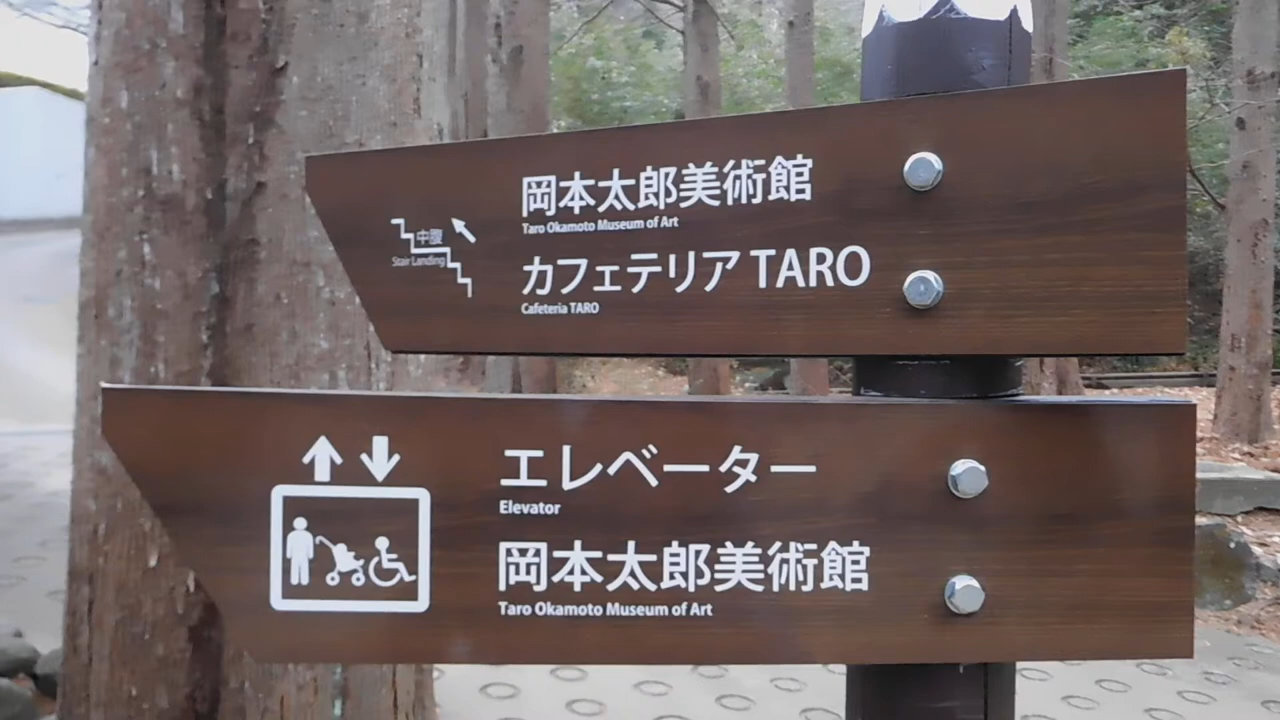 岡本太郎美術館
Taro Okamoto Museum of Art
中腹
Stair Landing
カフェテリア TARO
Cafeteria TARO
エレベーター
Elevator
岡本太郎美術館
Taro Okamoto Museum of Art